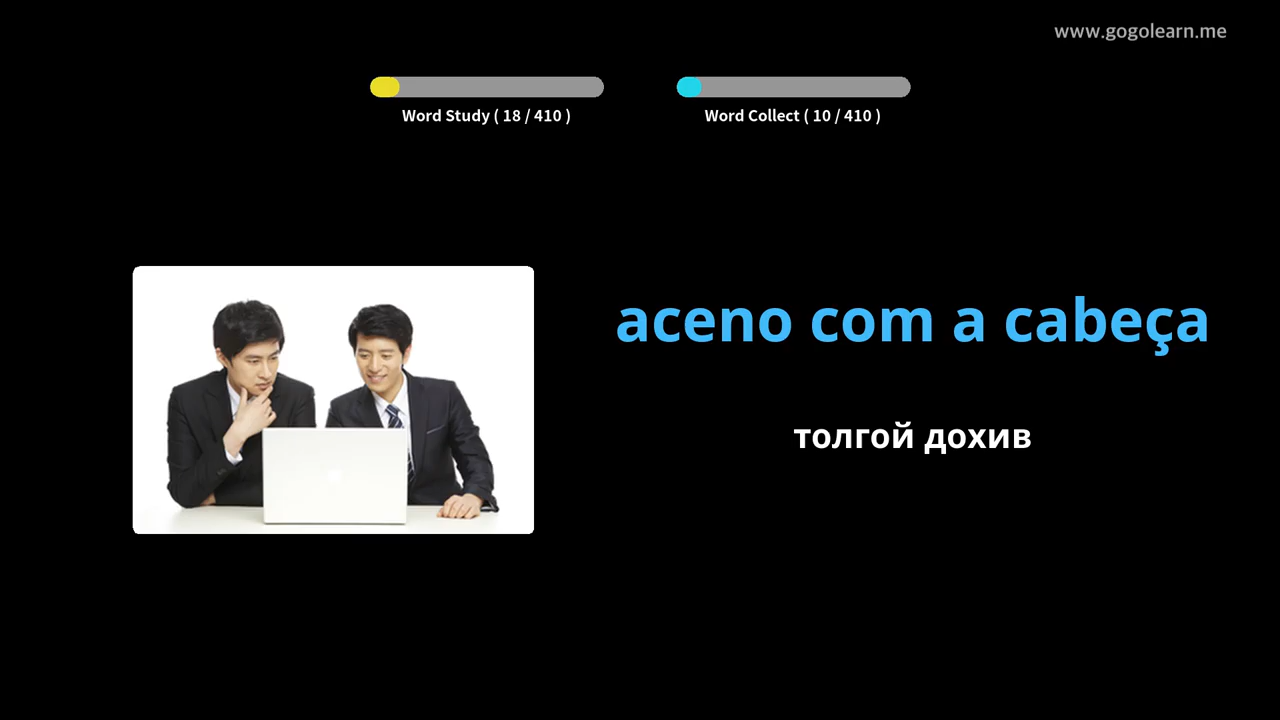 www.gogolearn.me
Word Study ( 18 / 410 )
Word Collect ( 10 / 410 )
aceno com a cabeça
толгой дохив